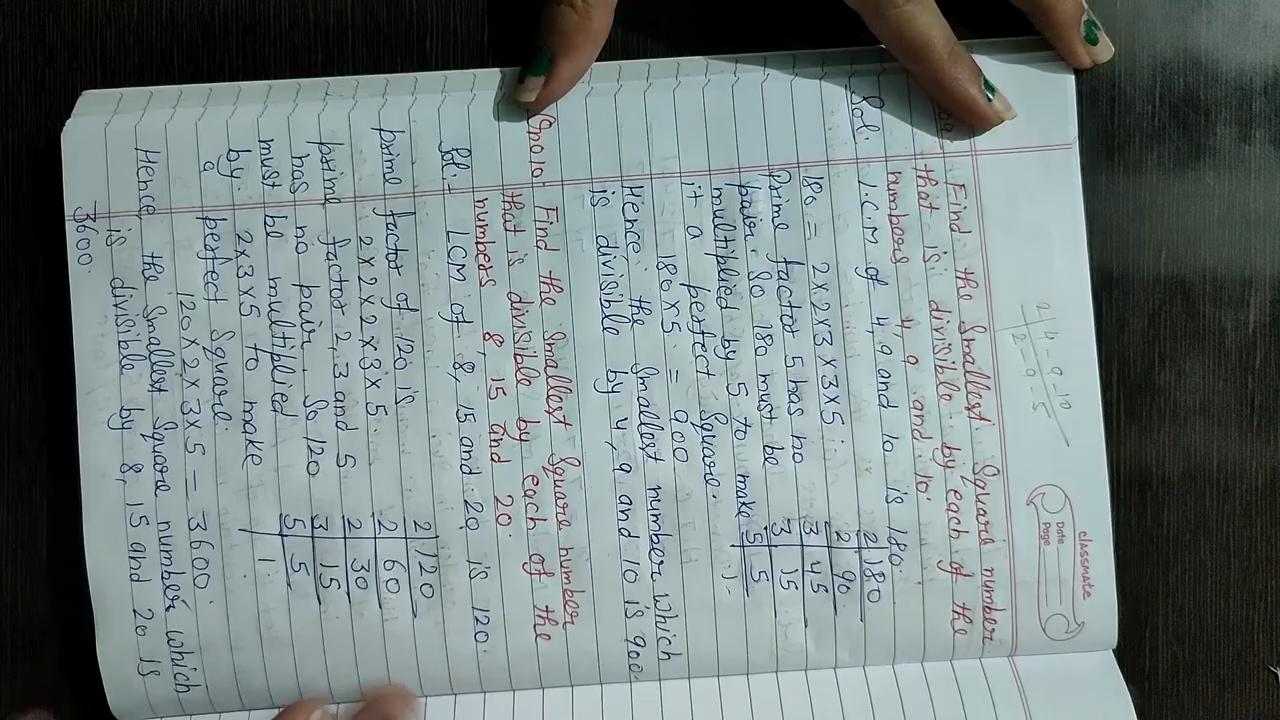 classmate
Date
Page
2 | 4 - 9 - 10
2 - 9 - 5
Find the Smallest Square number
that is divisible by each of the
numbers 4, 9 and 10.
Sol. L.C.M of 4, 9 and 10 is 180.
2 | 180
180 = 2x2x3x3x5. 2 | 90
Prime factor 5 has no 3 | 45
pair. So 180 must be 3 | 15
multiplied by 5 to make 5 | 5
it a perfect Square. 1
= 180x5 = 900
Hence, the Smallest number which
is divisible by 4, 9 and 10 is 900.
Qno10. Find the Smallest Square number
that is divisible by each of the
numbers 8, 15 and 20.
Sol. - LCM of 8, 15 and 20 is 120.
2 | 120
prime factor of 120 is 2 | 60
2x2x2x3x5. 2 | 30
prime factor 2, 3 and 5 3 | 15
has no pair. So 120 5 | 5
must be multiplied 1
by 2x3x5 to make
a perfect Square.
120x2x3x5 - 3600.
Hence, the Smallest Square number which
is divisible by 8, 15 and 20 is
3600.